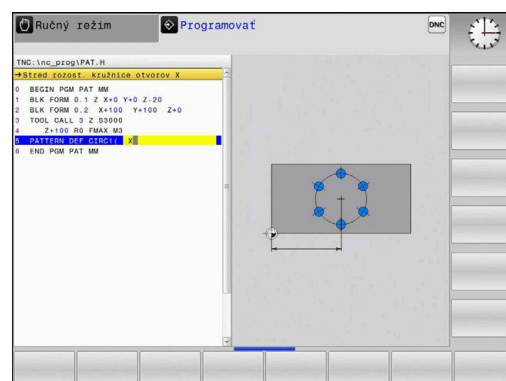 Ručný režim
Programovať
DNC
TNC:\nc_prog\PAT.H
→Stred rozost. kružnice otvorov X
0 BEGIN PGM PAT MM
1 BLK FORM 0.1 Z X+0 Y+0 Z-20
2 BLK FORM 0.2 X+100 Y+100 Z+0
3 TOOL CALL 3 Z S3000
4 Z+100 R0 FMAX M3
5 PATTERN DEF CIRC1( X
6 END PGM PAT MM